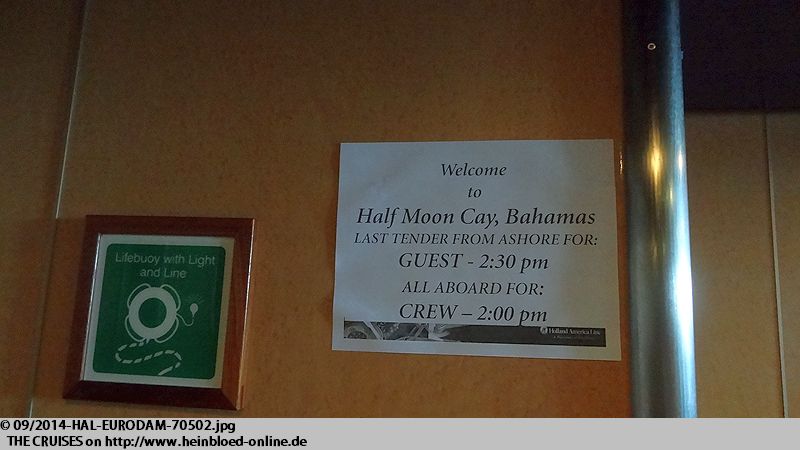 Lifebuoy with Light
and Line
Welcome
to
Half Moon Cay, Bahamas
LAST TENDER FROM ASHORE FOR:
GUEST - 2:30 pm
ALL ABOARD FOR:
CREW – 2:00 pm
Holland America Line
© 09/2014-HAL-EURODAM-70502.jpg
THE CRUISES on http://www.heinbloed-online.de